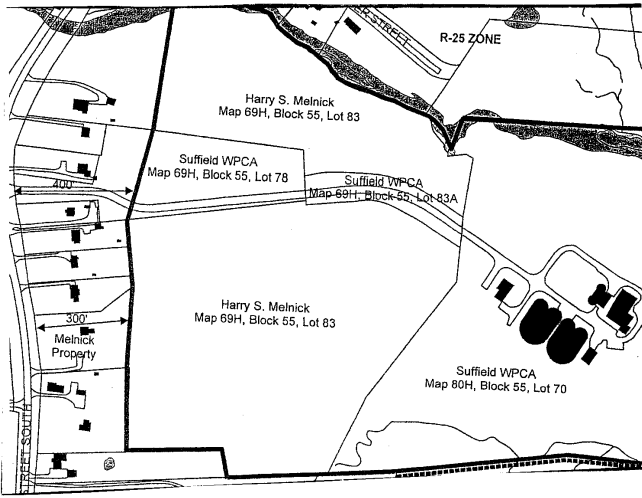 ER STREET
R-25 ZONE
Harry S. Melnick
Map 69H, Block 55, Lot 83
Suffield WPCA
Map 69H, Block 55, Lot 78
Suffield WPCA
Map 69H, Block 55, Lot 83A
400'
Harry S. Melnick
Map 69H, Block 55, Lot 83
300'
Melnick
Property
Suffield WPCA
Map 80H, Block 55, Lot 70
STREET SOUTH